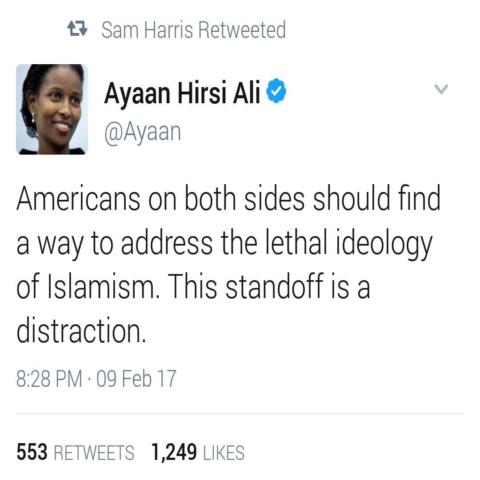 Sam Harris Retweeted
Ayaan Hirsi Ali
@Ayaan
Americans on both sides should find
a way to address the lethal ideology
of Islamism. This standoff is a
distraction.
8:28 PM · 09 Feb 17
553 RETWEETS 1,249 LIKES